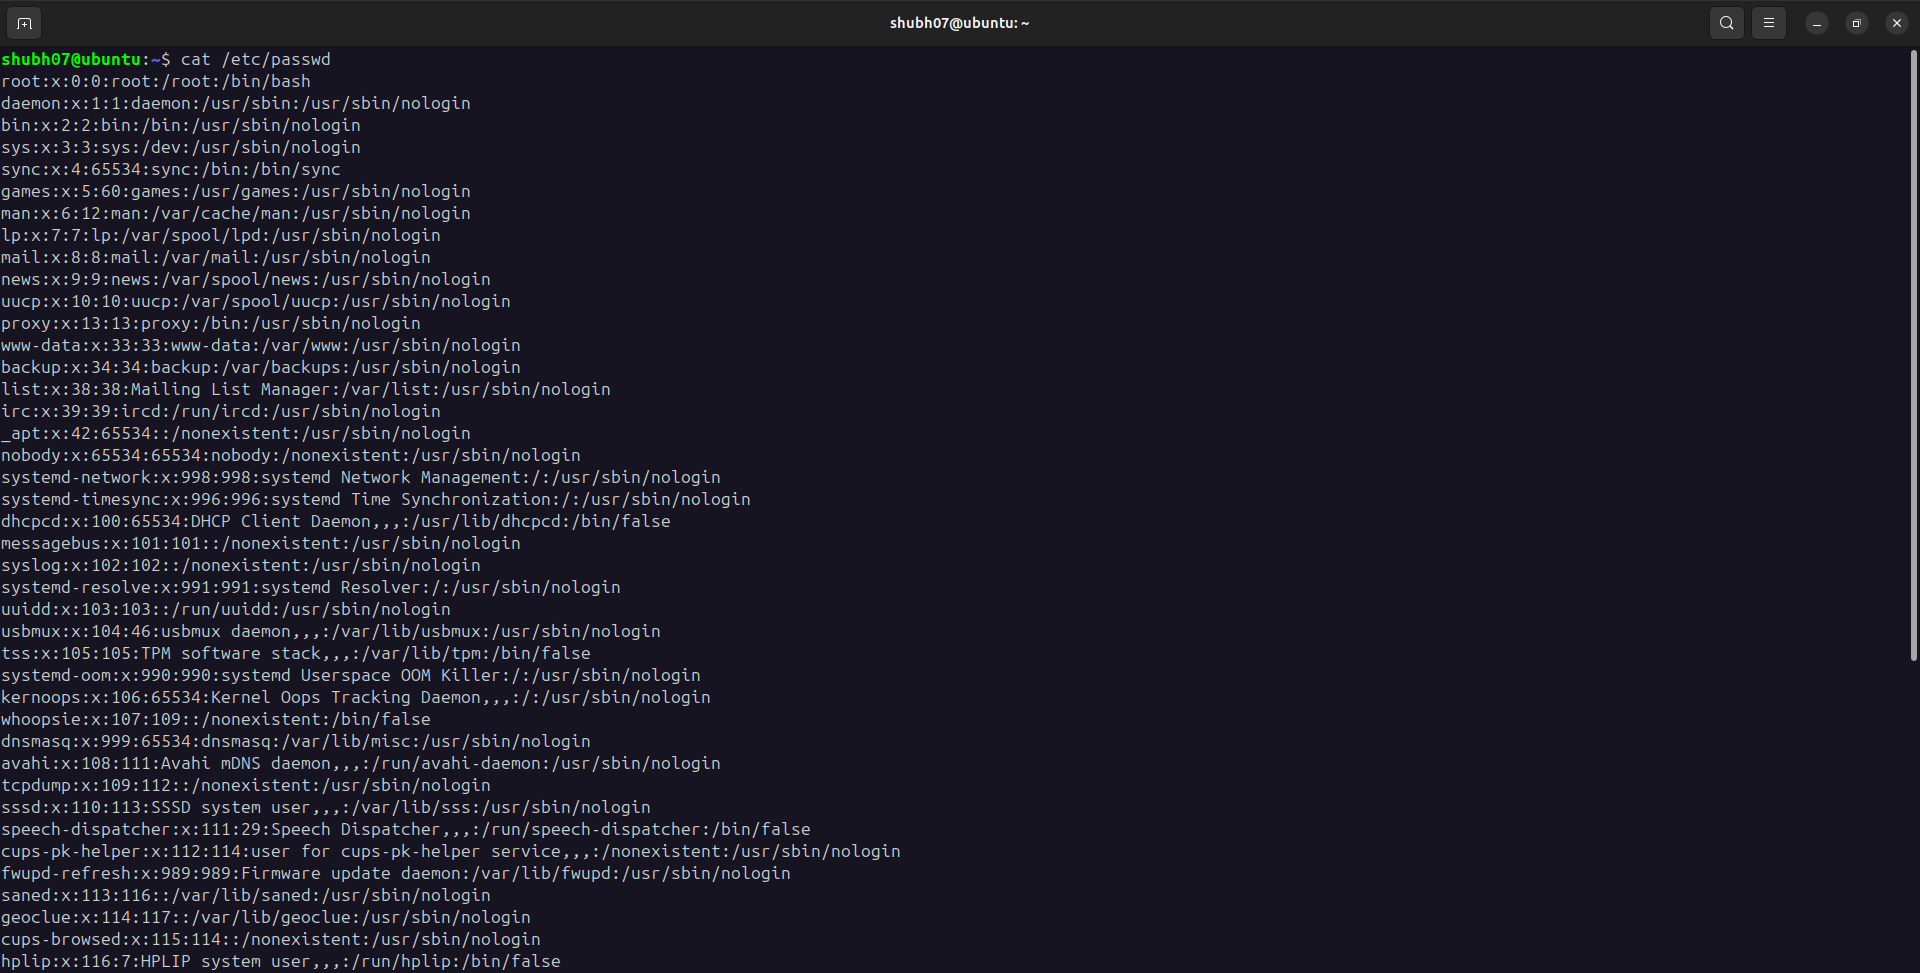 shubh07@ubuntu: ~
shubh07@ubuntu:~$ cat /etc/passwd
root:x:0:0:root:/root:/bin/bash
daemon:x:1:1:daemon:/usr/sbin:/usr/sbin/nologin
bin:x:2:2:bin:/bin:/usr/sbin/nologin
sys:x:3:3:sys:/dev:/usr/sbin/nologin
sync:x:4:65534:sync:/bin:/bin/sync
games:x:5:60:games:/usr/games:/usr/sbin/nologin
man:x:6:12:man:/var/cache/man:/usr/sbin/nologin
lp:x:7:7:lp:/var/spool/lpd:/usr/sbin/nologin
mail:x:8:8:mail:/var/mail:/usr/sbin/nologin
news:x:9:9:news:/var/spool/news:/usr/sbin/nologin
uucp:x:10:10:uucp:/var/spool/uucp:/usr/sbin/nologin
proxy:x:13:13:proxy:/bin:/usr/sbin/nologin
www-data:x:33:33:www-data:/var/www:/usr/sbin/nologin
backup:x:34:34:backup:/var/backups:/usr/sbin/nologin
list:x:38:38:Mailing List Manager:/var/list:/usr/sbin/nologin
irc:x:39:39:ircd:/run/ircd:/usr/sbin/nologin
_apt:x:42:65534::/nonexistent:/usr/sbin/nologin
nobody:x:65534:65534:nobody:/nonexistent:/usr/sbin/nologin
systemd-network:x:998:998:systemd Network Management:/:/usr/sbin/nologin
systemd-timesync:x:996:996:systemd Time Synchronization:/:/usr/sbin/nologin
dhcpcd:x:100:65534:DHCP Client Daemon,,,:/usr/lib/dhcpcd:/bin/false
messagebus:x:101:101::/nonexistent:/usr/sbin/nologin
syslog:x:102:102::/nonexistent:/usr/sbin/nologin
systemd-resolve:x:991:991:systemd Resolver:/:/usr/sbin/nologin
uuidd:x:103:103::/run/uuidd:/usr/sbin/nologin
usbmux:x:104:46:usbmux daemon,,,:/var/lib/usbmux:/usr/sbin/nologin
tss:x:105:105:TPM software stack,,,:/var/lib/tpm:/bin/false
systemd-oom:x:990:990:systemd Userspace OOM Killer:/:/usr/sbin/nologin
kernoops:x:106:65534:Kernel Oops Tracking Daemon,,,:/:/usr/sbin/nologin
whoopsie:x:107:109::/nonexistent:/bin/false
dnsmasq:x:999:65534:dnsmasq:/var/lib/misc:/usr/sbin/nologin
avahi:x:108:111:Avahi mDNS daemon,,,:/run/avahi-daemon:/usr/sbin/nologin
tcpdump:x:109:112::/nonexistent:/usr/sbin/nologin
sssd:x:110:113:SSSD system user,,,:/var/lib/sss:/usr/sbin/nologin
speech-dispatcher:x:111:29:Speech Dispatcher,,,:/run/speech-dispatcher:/bin/false
cups-pk-helper:x:112:114:user for cups-pk-helper service,,,:/nonexistent:/usr/sbin/nologin
fwupd-refresh:x:989:989:Firmware update daemon:/var/lib/fwupd:/usr/sbin/nologin
saned:x:113:116::/var/lib/saned:/usr/sbin/nologin
geoclue:x:114:117::/var/lib/geoclue:/usr/sbin/nologin
cups-browsed:x:115:114::/nonexistent:/usr/sbin/nologin
hplip:x:116:7:HPLIP system user,,,:/run/hplip:/bin/false